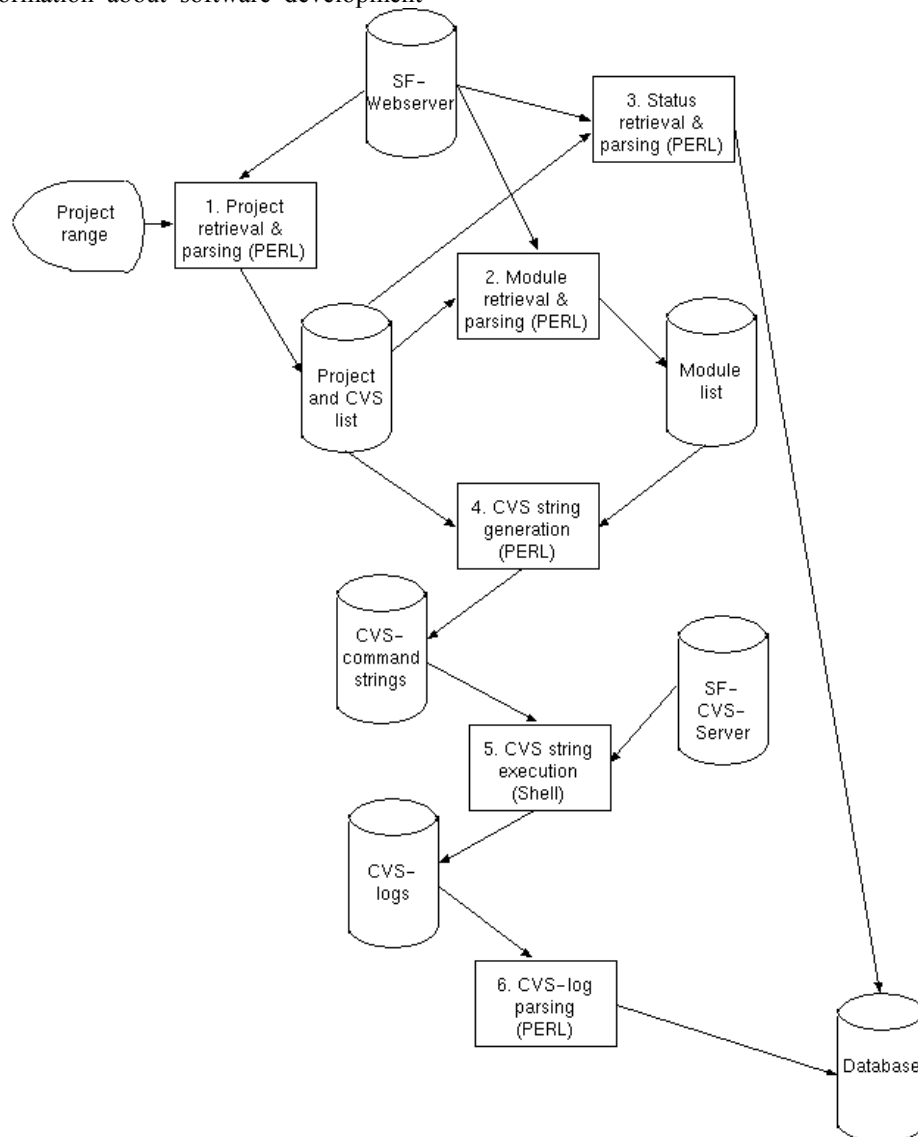 ormation about software development
SF-
Webserver
3. Status
retrieval &
parsing (PERL)
Project
range
1. Project
retrieval &
parsing (PERL)
2. Module
retrieval &
parsing (PERL)
Project
and CVS
list
Module
list
4. CVS string
generation
(PERL)
CVS-
command
strings
SF-
CVS-
Server
5. CVS string
execution
(Shell)
CVS-
logs
6. CVS-log
parsing
(PERL)
Database